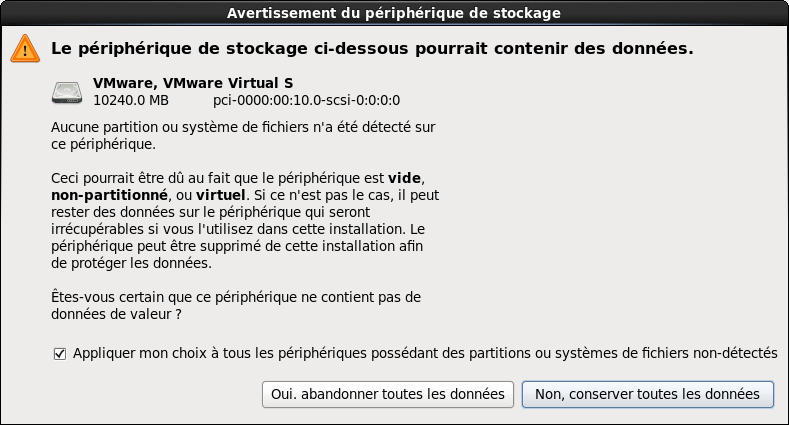 Avertissement du périphérique de stockage
Le périphérique de stockage ci-dessous pourrait contenir des données.
VMware, VMware Virtual S
10240.0 MB pci-0000:00:10.0-scsi-0:0:0:0
Aucune partition ou système de fichiers n'a été détecté sur
ce périphérique.
Ceci pourrait être dû au fait que le périphérique est vide,
non-partitionné, ou virtuel. Si ce n'est pas le cas, il peut
rester des données sur le périphérique qui seront
irrécupérables si vous l'utilisez dans cette installation. Le
périphérique peut être supprimé de cette installation afin
de protéger les données.
Êtes-vous certain que ce périphérique ne contient pas de
données de valeur ?
Appliquer mon choix à tous les périphériques possédant des partitions ou systèmes de fichiers non-détectés
Oui. abandonner toutes les données
Non, conserver toutes les données